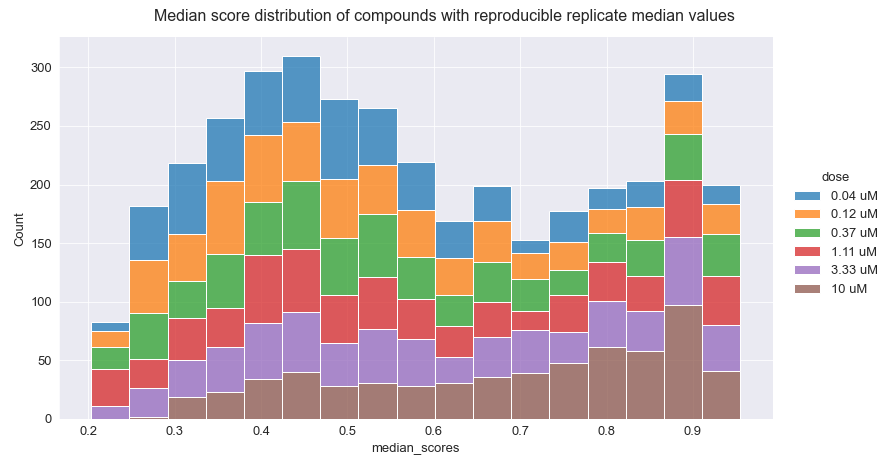 Median score distribution of compounds with reproducible replicate median values
300
250
200
150
100
50
0
Count
0.2 0.3 0.4 0.5 0.6 0.7 0.8 0.9
median_scores
dose
0.04 uM
0.12 uM
0.37 uM
1.11 uM
3.33 uM
10 uM